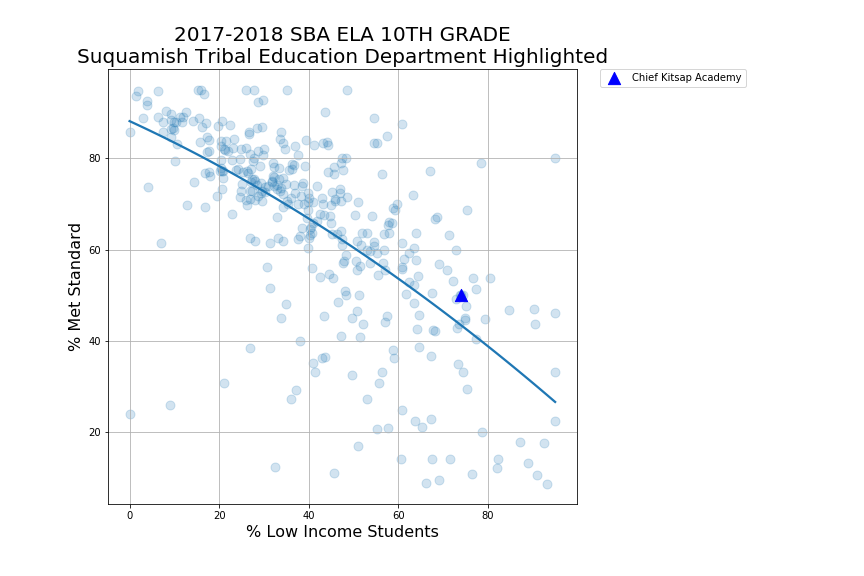 2017-2018 SBA ELA 10TH GRADE
Suquamish Tribal Education Department Highlighted
Chief Kitsap Academy
% Met Standard
80
60
40
20
0 20 40 60 80
% Low Income Students